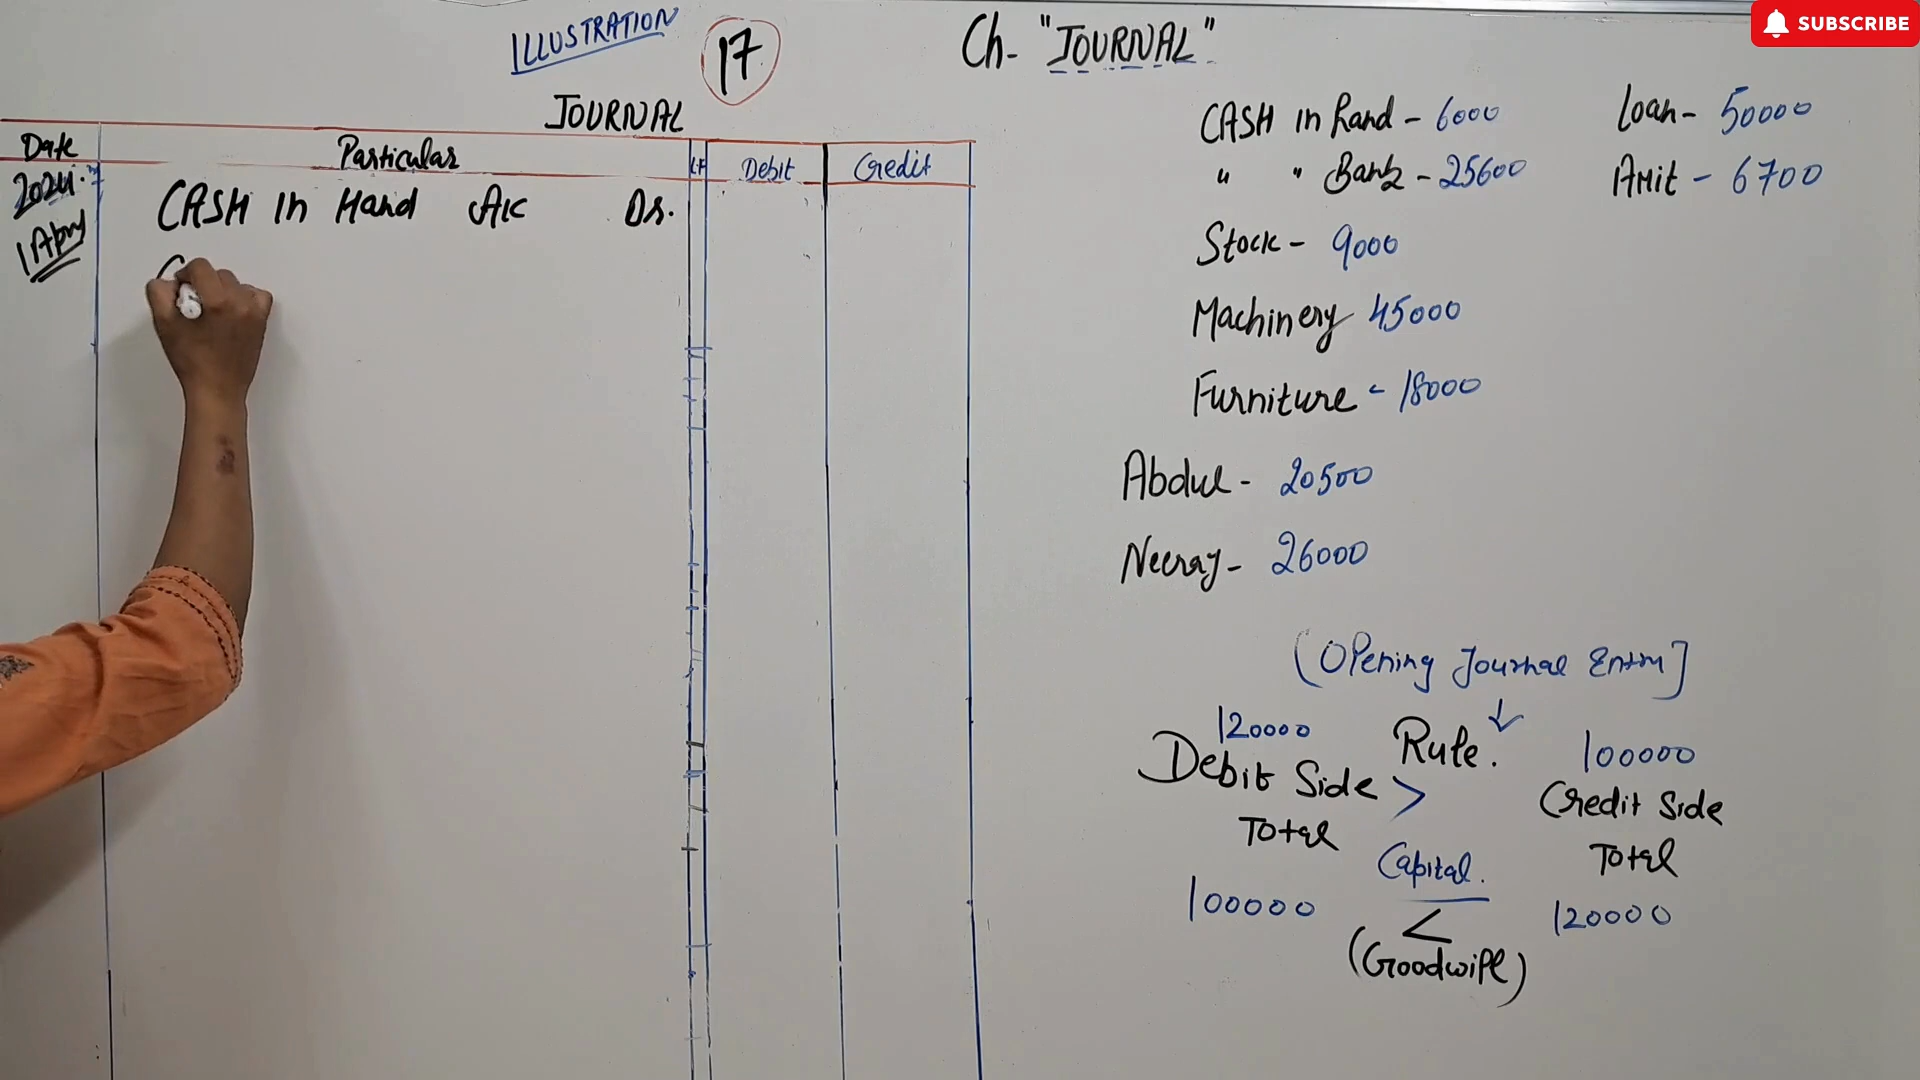 ILLUSTRATION 17
Ch- "JOURNAL"
SUBSCRIBE
JOURNAL
Date Particular LF Debit Credit
2024
1 April
CASH in Hand A/c Dr.
C
CASH in hand - 6000
" " Bank - 25600
Stock - 9000
Machinery 45000
Furniture - 18000
Abdul - 20500
Neeraj - 26000
Loan - 50000
Amit - 6700
(Opening Journal Entry]
↓
Rule.
120000
Debit Side Total
>
100000
Credit Side Total
Capital.
100000
<
120000
(Goodwill)